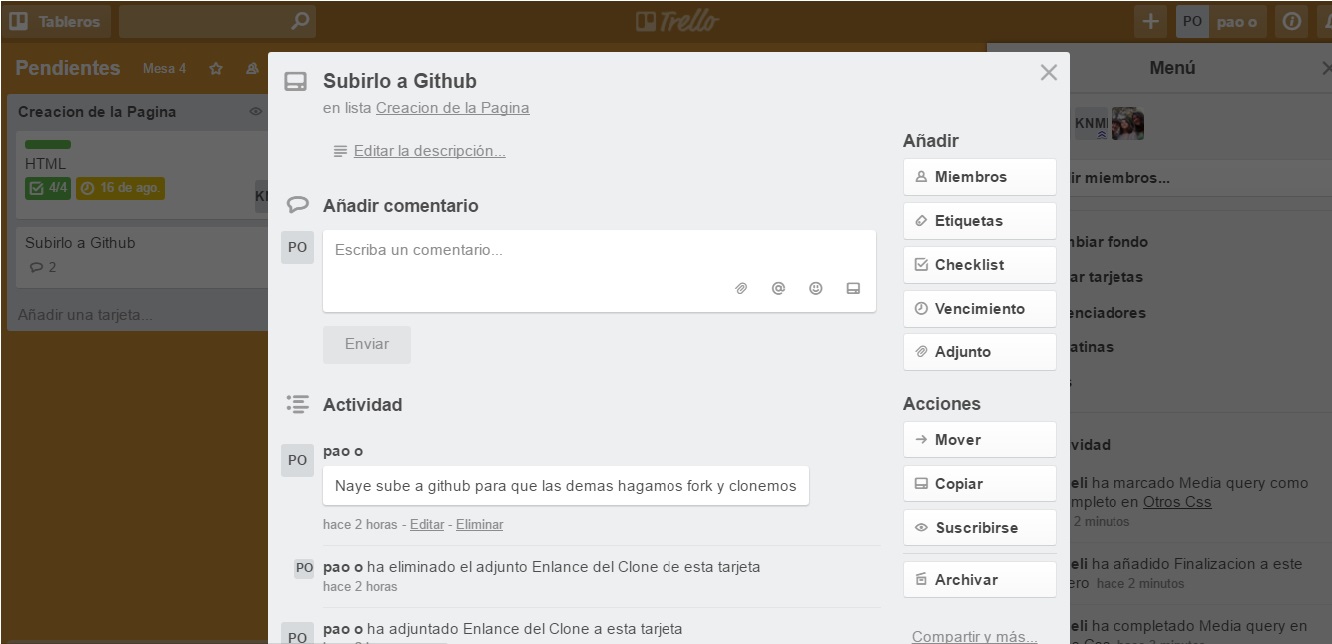 Tableros
Trello
PO pao o
Pendientes Mesa 4
Creacion de la Pagina
HTML
4/4 16 de ago.
Subirlo a Github
2
Añadir una tarjeta...
Subirlo a Github
en lista Creacion de la Pagina
Editar la descripción...
Añadir comentario
PO
Escriba un comentario...
Enviar
Actividad
PO
pao o
Naye sube a github para que las demas hagamos fork y clonemos
hace 2 horas - Editar - Eliminar
PO pao o ha eliminado el adjunto Enlance del Clone de esta tarjeta
hace 2 horas
PO pao o ha adjuntado Enlance del Clone a esta tarjeta
Añadir
Miembros
Etiquetas
Checklist
Vencimiento
Adjunto
Acciones
Mover
Copiar
Suscribirse
Archivar
Compartir y más...
Menú
KNM
ir miembros...
nbiar fondo
ar tarjetas
enciadores
atinas
s
vidad
eli ha marcado Media query como
mpleto en Otros Css
2 minutos
eli ha añadido Finalizacion a este
ero hace 2 minutos
eli ha completado Media query en